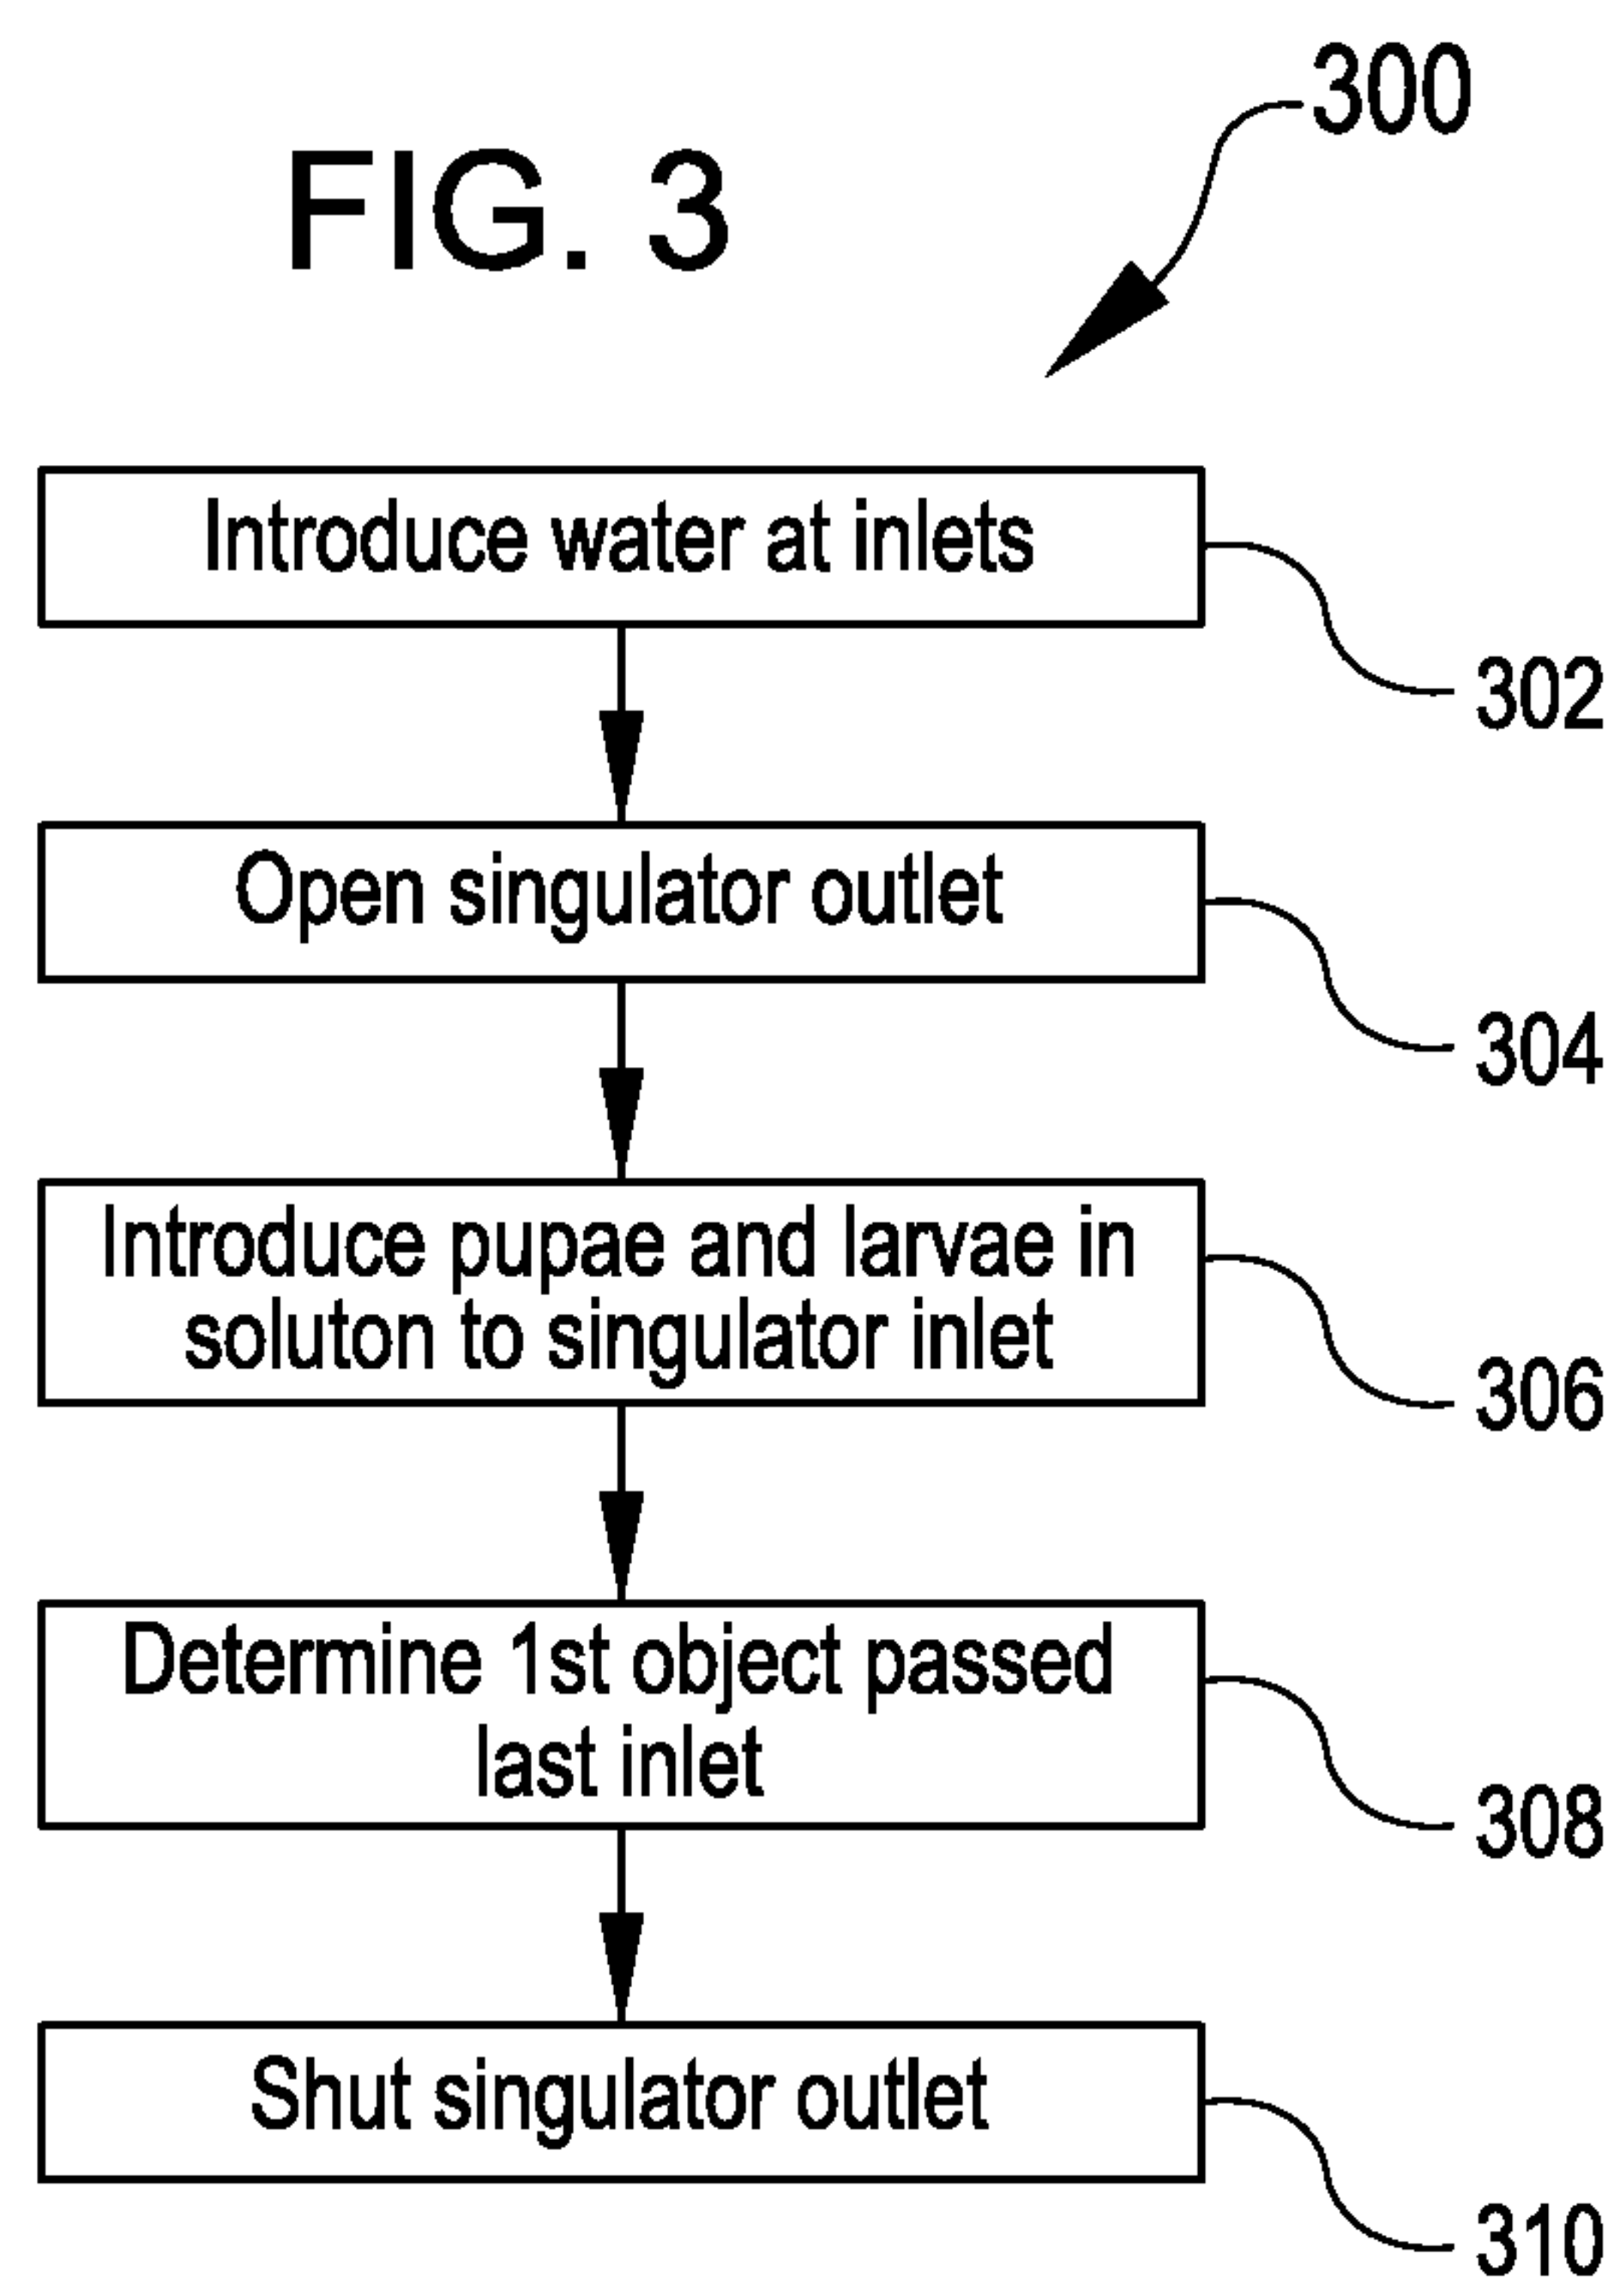 300
FIG. 3
Introduce water at inlets
302
Open singulator outlet
304
Introduce pupae and larvae in
soluton to singulator inlet
306
Determine 1st object passed
last inlet
308
Shut singulator outlet
310